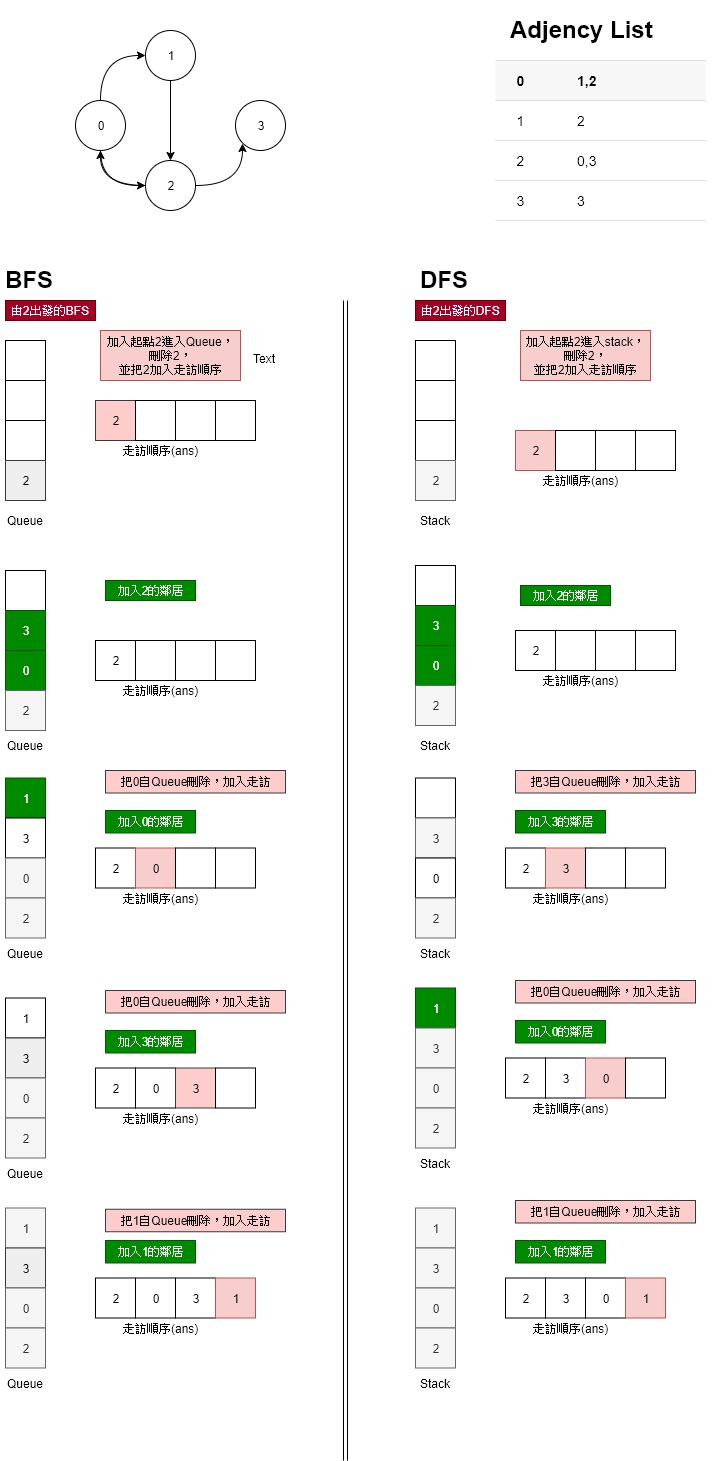 Adjency List
0 1,2
1 2
2 0,3
3 3
1
0
3
2
BFS
由2出發的BFS
加入起點2進入Queue，
刪除2，
並把2加入走訪順序
Text
2
走訪順序(ans)
2
Queue
加入2的鄰居
3
0
2
2
走訪順序(ans)
Queue
把0自Queue刪除，加入走訪
加入0的鄰居
1
3
0
2
2 0
走訪順序(ans)
Queue
把0自Queue刪除，加入走訪
加入3的鄰居
1
3
0
2
2 0 3
走訪順序(ans)
Queue
把1自Queue刪除，加入走訪
加入1的鄰居
1
3
0
2
2 0 3 1
走訪順序(ans)
Queue
DFS
由2出發的DFS
加入起點2進入stack，
刪除2，
並把2加入走訪順序
2
走訪順序(ans)
2
Stack
加入2的鄰居
3
0
2
2
走訪順序(ans)
Stack
把3自Queue刪除，加入走訪
加入3的鄰居
3
0
2
2 3
走訪順序(ans)
Stack
把0自Queue刪除，加入走訪
加入0的鄰居
1
3
0
2
2 3 0
走訪順序(ans)
Stack
把1自Queue刪除，加入走訪
加入1的鄰居
1
3
0
2
2 3 0 1
走訪順序(ans)
Stack